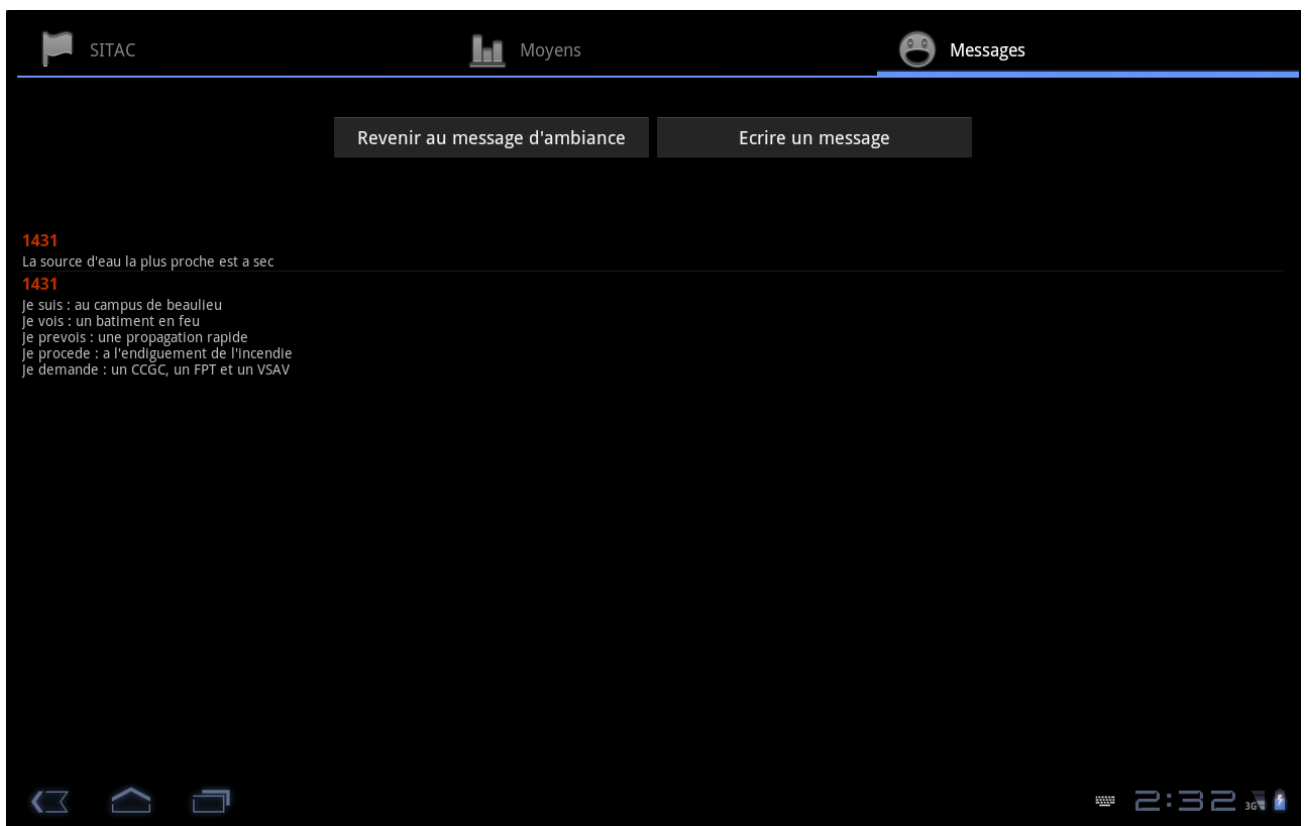 SITAC
Moyens
Messages
Revenir au message d'ambiance
Ecrire un message
1431
La source d'eau la plus proche est a sec
1431
Je suis : au campus de beaulieu
Je vois : un batiment en feu
Je prevois : une propagation rapide
Je procede : a l'endiguement de l'incendie
Je demande : un CCGC, un FPT et un VSAV
2:32
3G